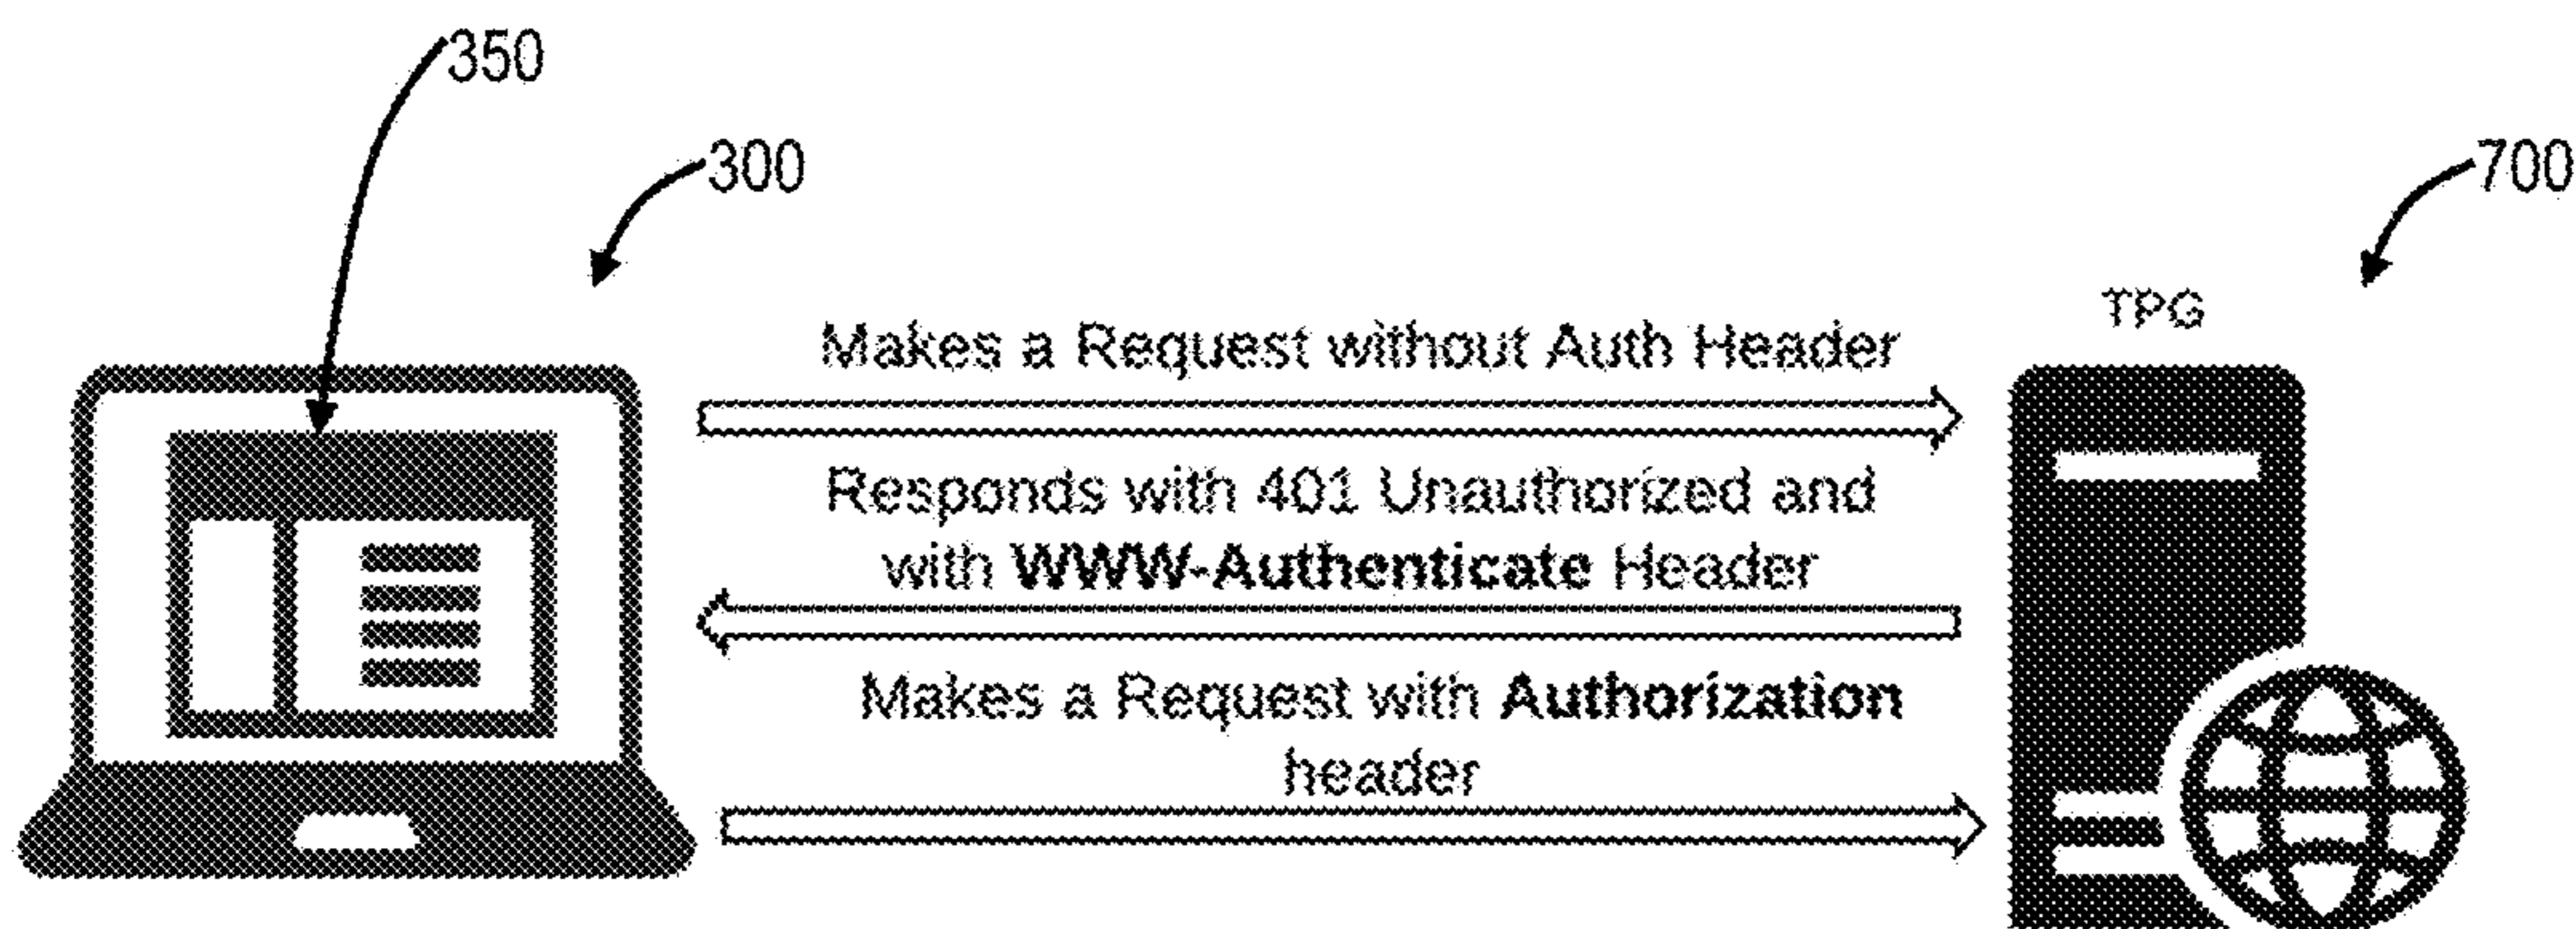 350
300
700
TPG
Makes a Request without Auth Header
Responds with 401 Unauthorized and
with WWW-Authenticate Header
Makes a Request with Authorization
header